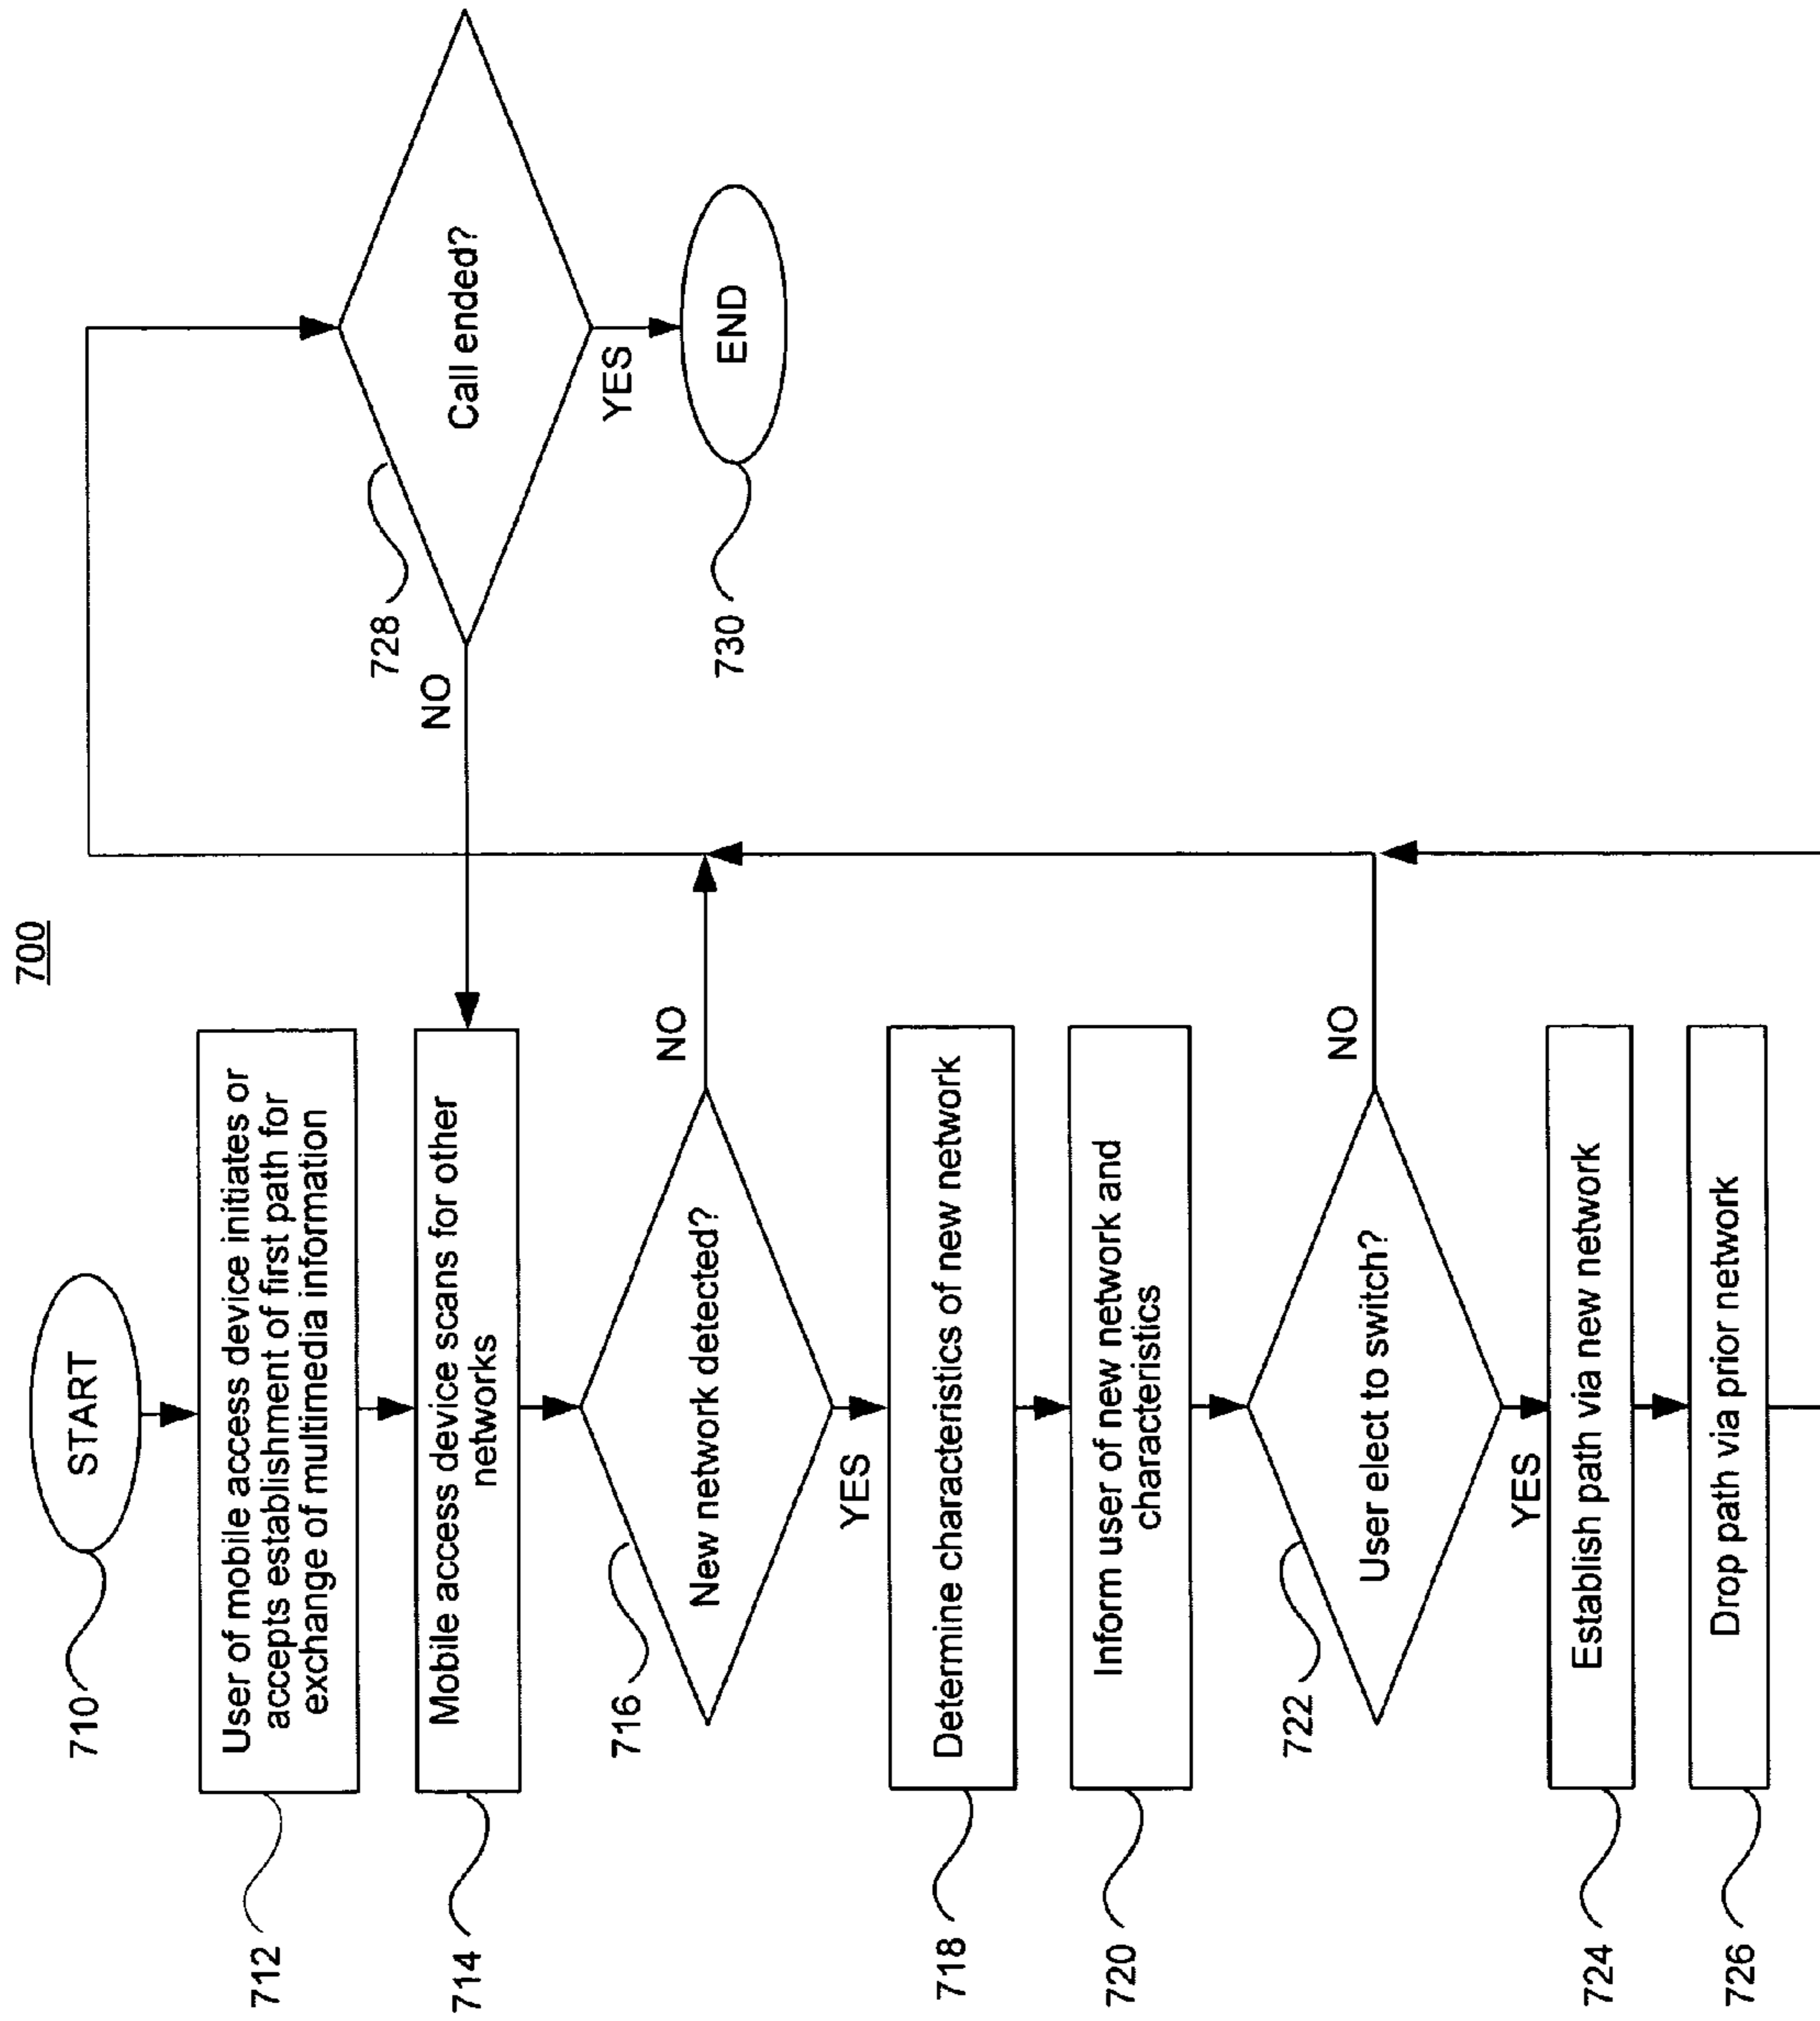 700
START
710
User of mobile access device initiates or
accepts establishment of first path for
exchange of multimedia information
712
Mobile access device scans for other
networks
714
New network detected?
716
NO
YES
Determine characteristics of new network
718
Inform user of new network and
characteristics
720
User elect to switch?
722
NO
YES
Establish path via new network
724
Drop path via prior network
726
Call ended?
728
NO
YES
END
730